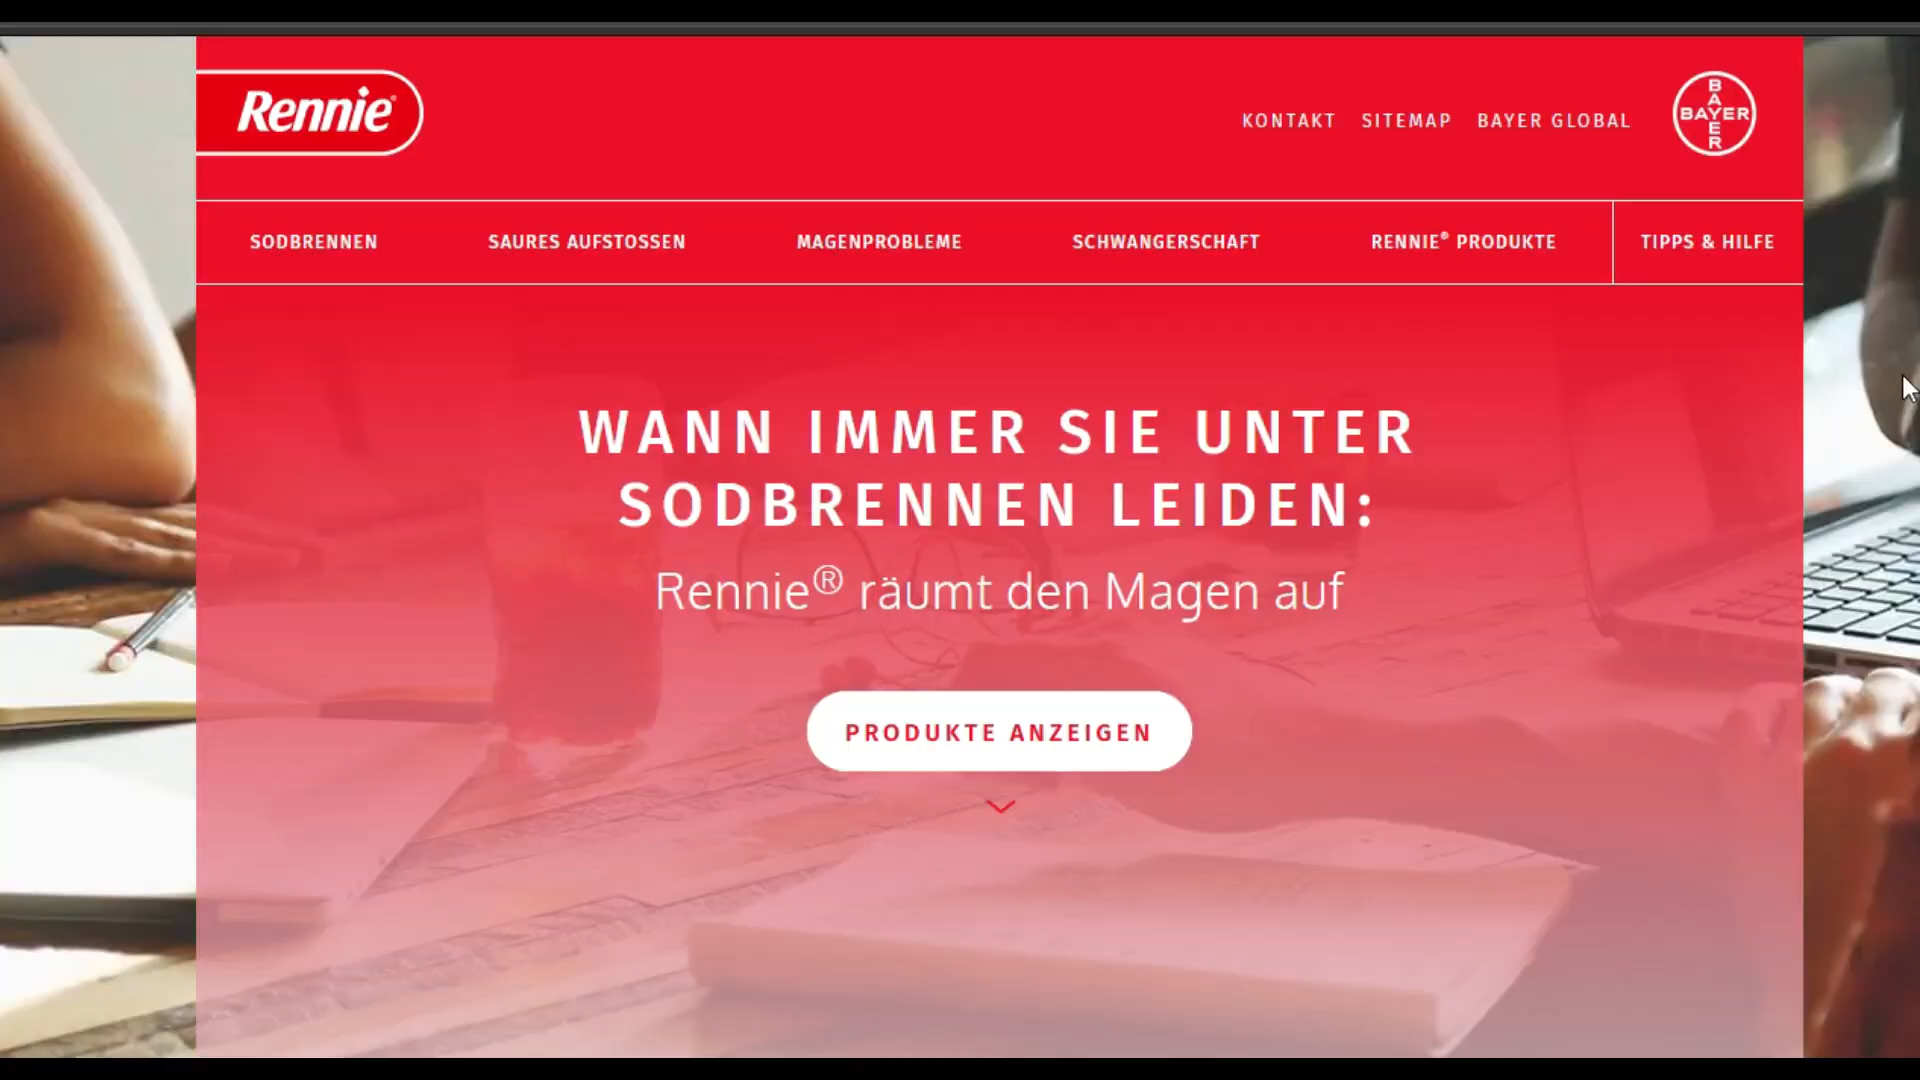 Rennie®
KONTAKT SITEMAP BAYER GLOBAL
BAYER
BAYER
SODBRENNEN SAURES AUFSTOSSEN MAGENPROBLEME SCHWANGERSCHAFT RENNIE® PRODUKTE TIPPS & HILFE
WANN IMMER SIE UNTER
SODBRENNEN LEIDEN:
Rennie® räumt den Magen auf
PRODUKTE ANZEIGEN